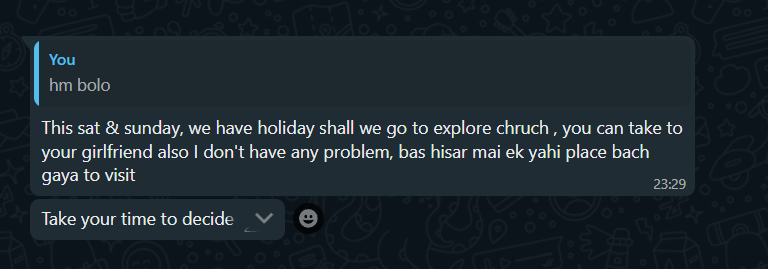 You
hm bolo
This sat & sunday, we have holiday shall we go to explore chruch , you can take to
your girlfriend also I don't have any problem, bas hisar mai ek yahi place bach
gaya to visit
23:29
Take your time to decide